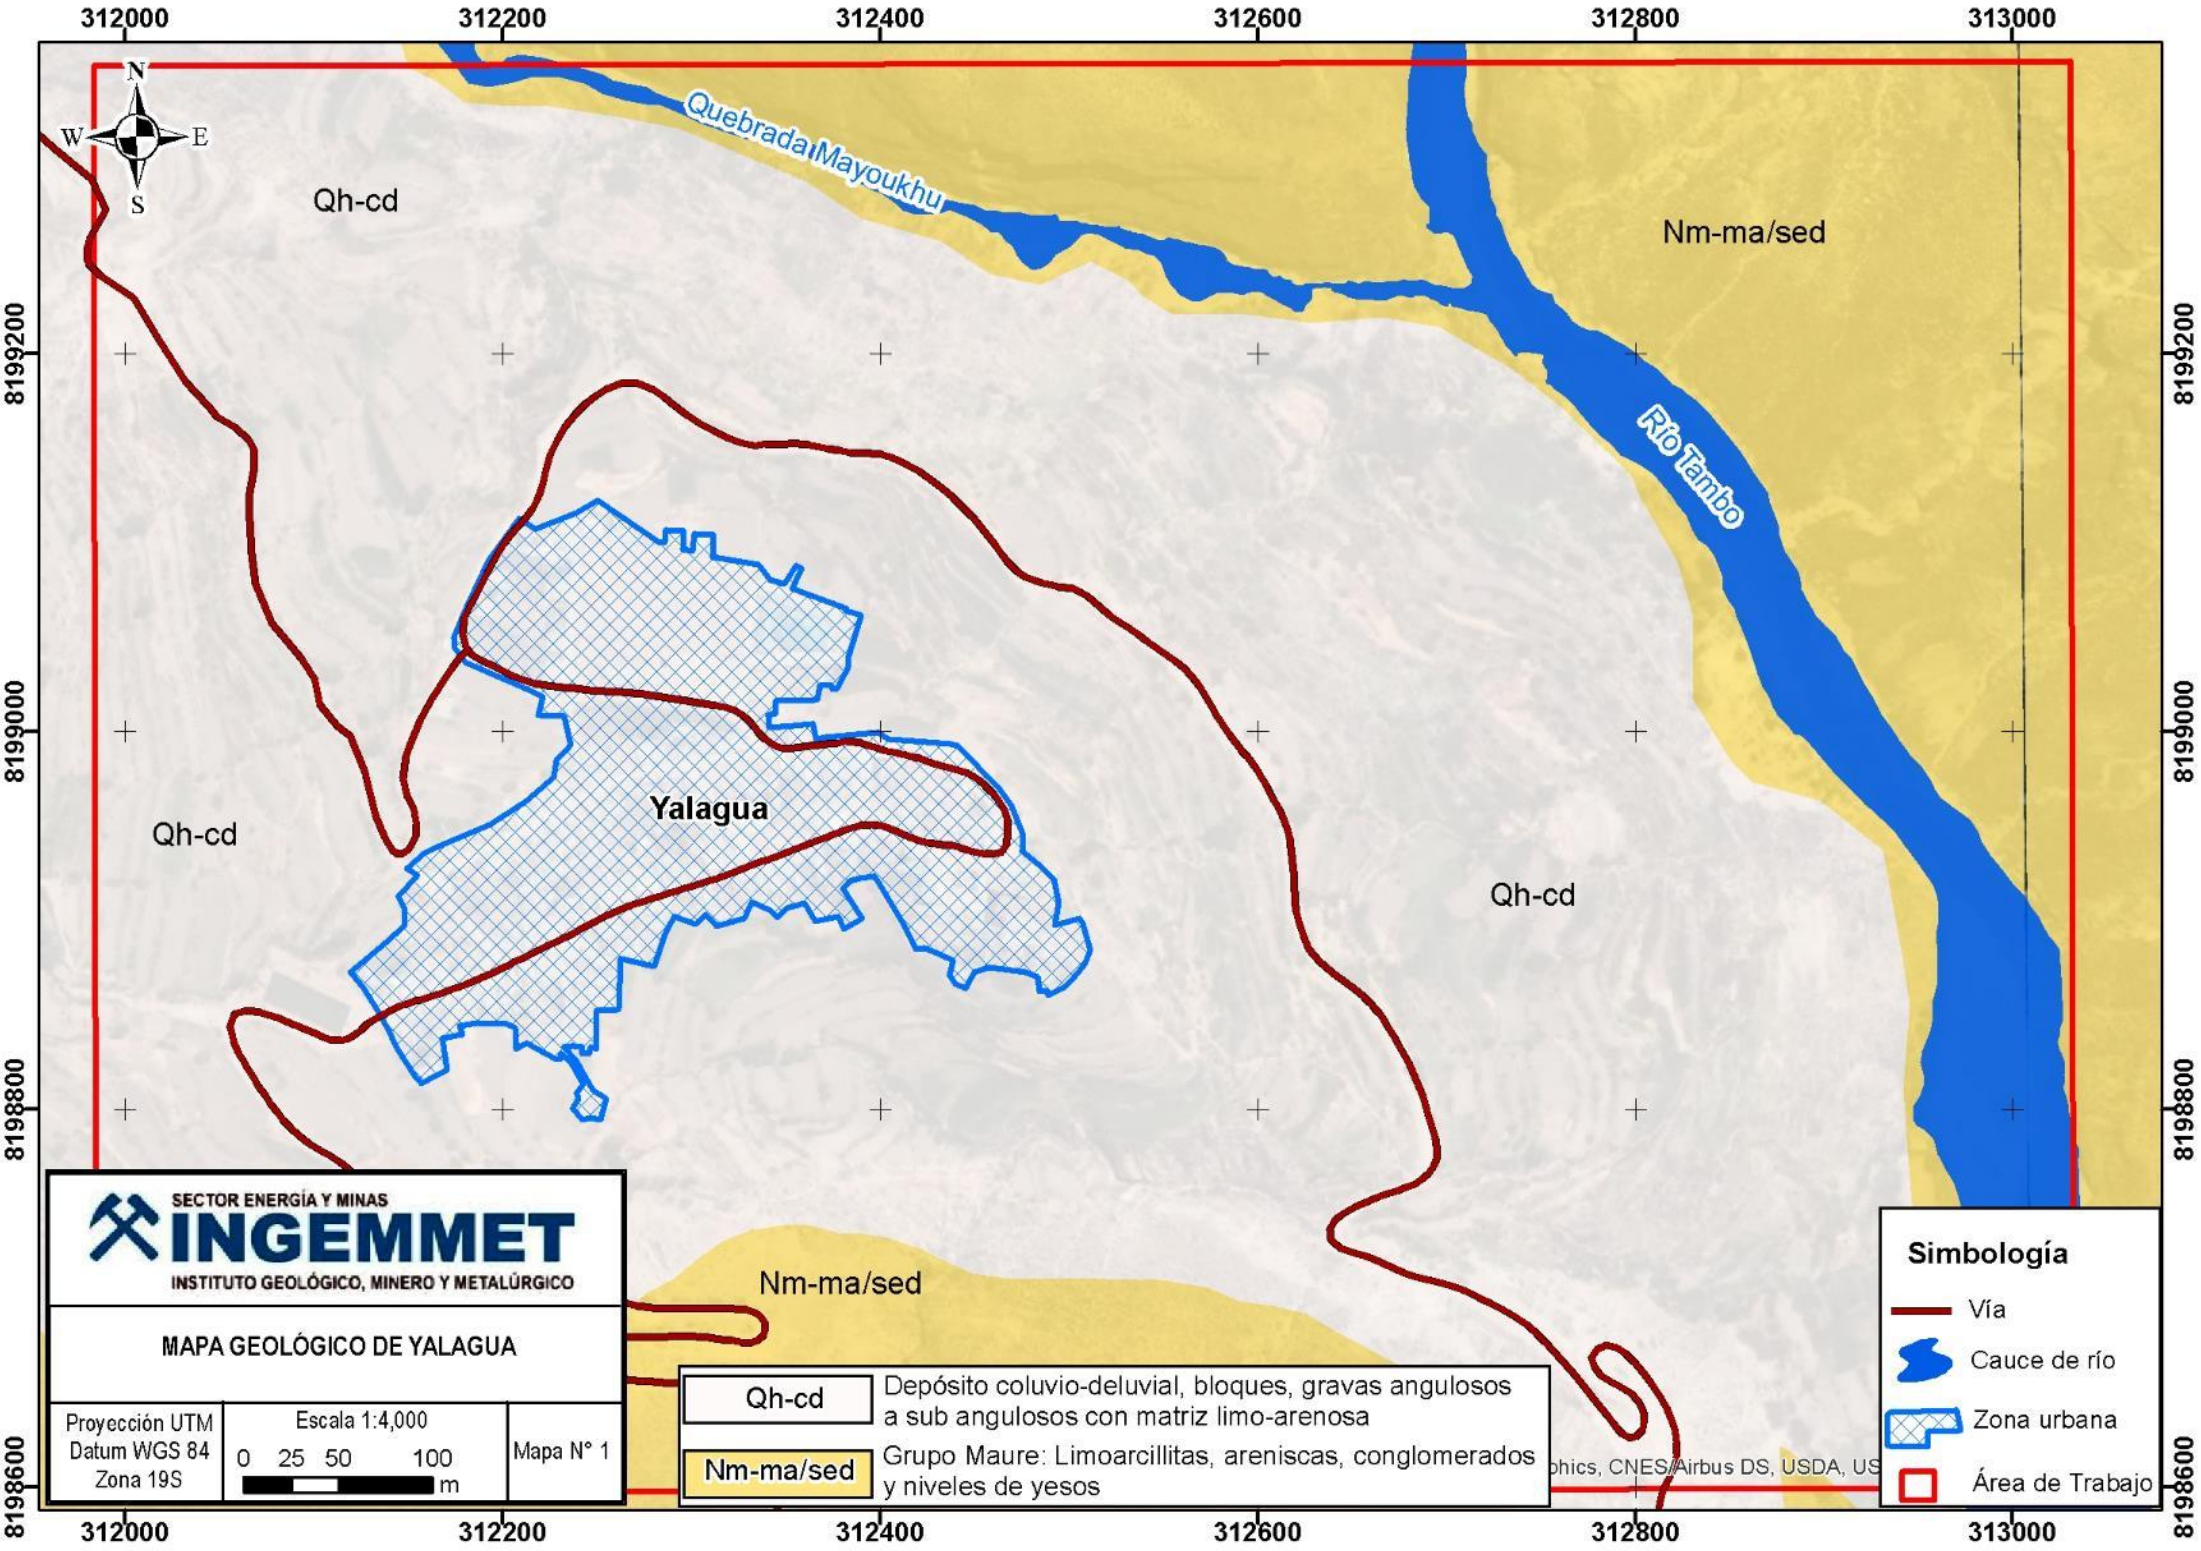 312000 312200 312400 312600 312800 313000
N
W E
S
Quebrada Mayoukhu
Qh-cd
Nm-ma/sed
8199200
8199200
Río Tambo
8199000
8199000
Yalagua
Qh-cd
Qh-cd
8198800
8198800
SECTOR ENERGÍA Y MINAS
INGEMMET
INSTITUTO GEOLÓGICO, MINERO Y METALÚRGICO
MAPA GEOLÓGICO DE YALAGUA
Proyección UTM
Datum WGS 84
Zona 19S
Escala 1:4,000
0 25 50 100
m
Mapa N° 1
Nm-ma/sed
Qh-cd
Depósito coluvio-deluvial, bloques, gravas angulosos
a sub angulosos con matriz limo-arenosa
Nm-ma/sed
Grupo Maure: Limoarcillitas, areniscas, conglomerados
y niveles de yesos
CNES/Airbus DS, USDA,
Simbología
Vía
Cauce de río
Zona urbana
Área de Trabajo
8198600
8198600
312000 312200 312400 312600 312800 313000